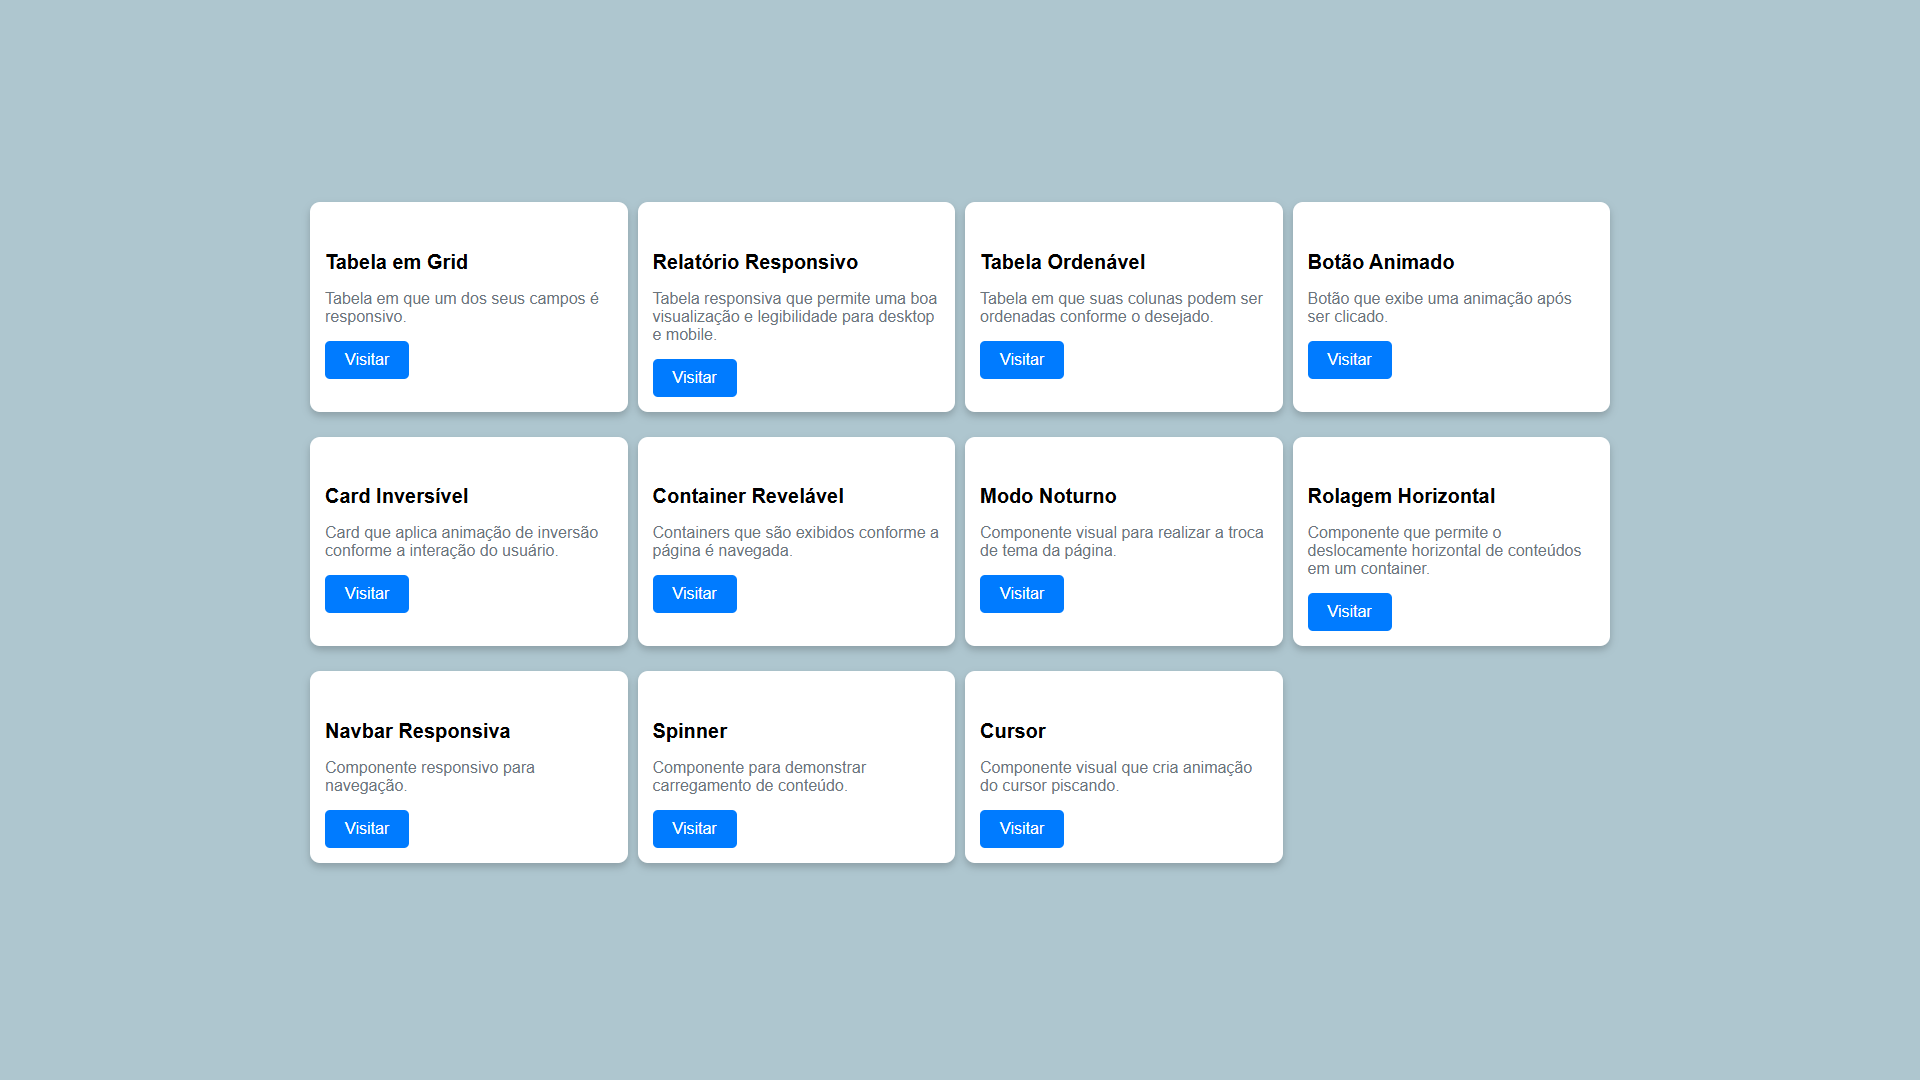 Tabela em Grid
Tabela em que um dos seus campos é
responsivo.
Visitar
Relatório Responsivo
Tabela responsiva que permite uma boa
visualização e legibilidade para desktop
e mobile.
Visitar
Tabela Ordenável
Tabela em que suas colunas podem ser
ordenadas conforme o desejado.
Visitar
Botão Animado
Botão que exibe uma animação após
ser clicado.
Visitar
Card Inversível
Card que aplica animação de inversão
conforme a interação do usuário.
Visitar
Container Revelável
Containers que são exibidos conforme a
página é navegada.
Visitar
Modo Noturno
Componente visual para realizar a troca
de tema da página.
Visitar
Rolagem Horizontal
Componente que permite o
deslocamente horizontal de conteúdos
em um container.
Visitar
Navbar Responsiva
Componente responsivo para
navegação.
Visitar
Spinner
Componente para demonstrar
carregamento de conteúdo.
Visitar
Cursor
Componente visual que cria animação
do cursor piscando.
Visitar